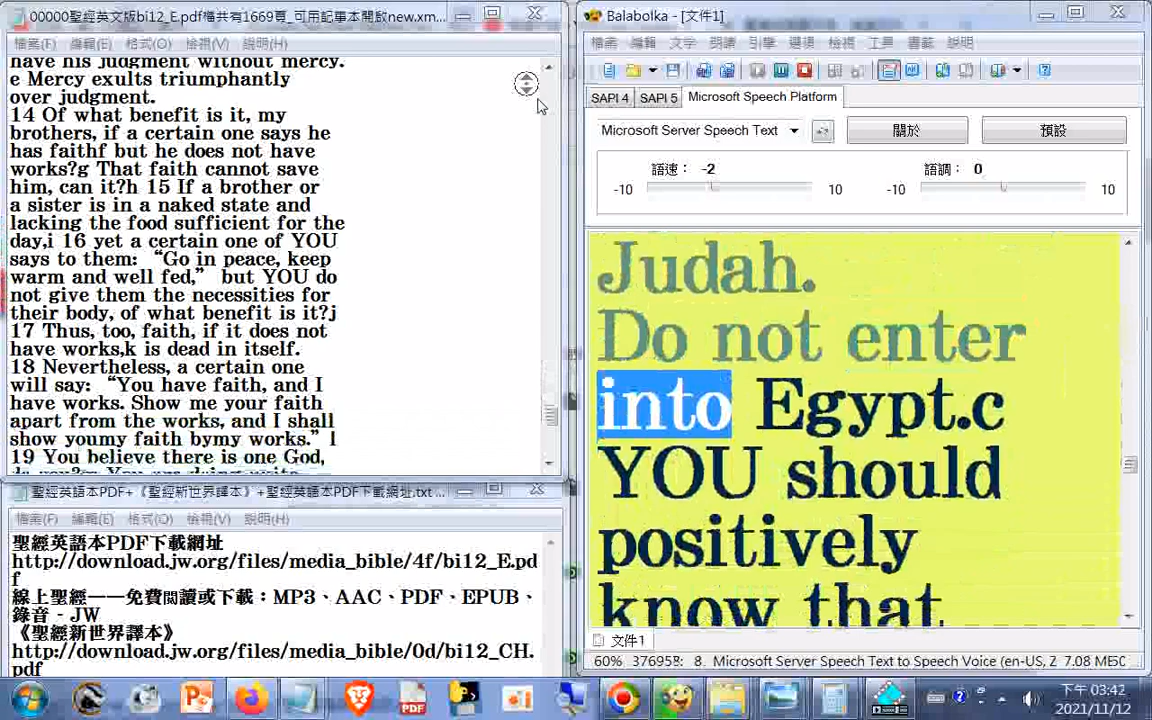 00000聖經英文版bi12_E.pdf檔共有1669頁_可用記事本開啟new.xm...
檔案(F) 編輯(E) 格式(O) 檢視(V) 說明(H)
have his judgment without mercy.
e Mercy exults triumphantly
over judgment.
14 Of what benefit is it, my
brothers, if a certain one says he
has faithf but he does not have
works?g That faith cannot save
him, can it?h 15 If a brother or
a sister is in a naked state and
lacking the food sufficient for the
day,i 16 yet a certain one of YOU
says to them: “Go in peace, keep
warm and well fed,” but YOU do
not give them the necessities for
their body, of what benefit is it?j
17 Thus, too, faith, if it does not
have works,k is dead in itself.
18 Nevertheless, a certain one
will say: “You have faith, and I
have works. Show me your faith
apart from the works, and I shall
show youmy faith bymy works.” l
19 You believe there is one God,
聖經英語本PDF+《聖經新世界譯本》+聖經英語本PDF下載網址.txt ...
檔案(F) 編輯(E) 格式(O) 檢視(V) 說明(H)
聖經英語本PDF下載網址
http://download.jw.org/files/media_bible/4f/bi12_E.pd
f
線上聖經──免費閱讀或下載：MP3、AAC、PDF、EPUB、
錄音 - JW
《聖經新世界譯本》
http://download.jw.org/files/media_bible/0d/bi12_CH.
pdf
Balabolka - [文件1]
檔案 編輯 文字 朗讀 引擎 選項 檢視 工具 書籤 說明
SAPI 4 SAPI 5 Microsoft Speech Platform
Microsoft Server Speech Text 關於 預設
語速： -2 語調： 0
-10 10 -10 10
Judah.
Do not enter
into Egypt.c
YOU should
positively
know that
文件1
60% 37695 8. Microsoft Server Speech Text to Speech Voice (en-US, Z 7.08
下午 03:42
2021/11/12